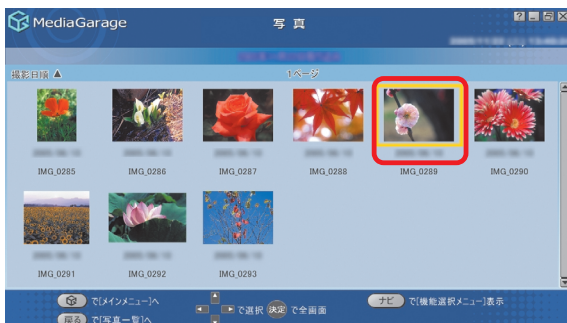 MediaGarage
写真
撮影日順 ▲
1ページ
IMG_0285 IMG_0286 IMG_0287 IMG_0288 IMG_0289 IMG_0290
IMG_0291 IMG_0292 IMG_0293
で[メインメニュー]へ
で選択 決定 で全画面
ナビ で[機能選択メニュー]表示
戻る で[写真一覧]へ